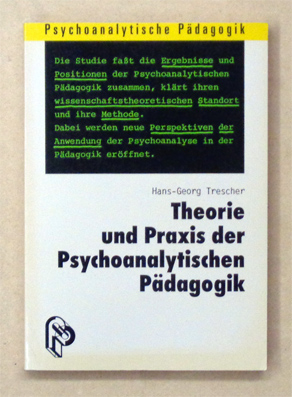 Psychoanalytische Pädagogik
Die Studie faßt die Ergebnisse und
Positionen der Psychoanalytischen
Pädagogik zusammen, klärt ihren
wissenschaftstheoretischen Standort
und ihre Methode.
Dabei werden neue Perspektiven der
Anwendung der Psychoanalyse in der
Pädagogik eröffnet.
Hans-Georg Trescher
Theorie
und Praxis der
Psychoanalytischen
Pädagogik